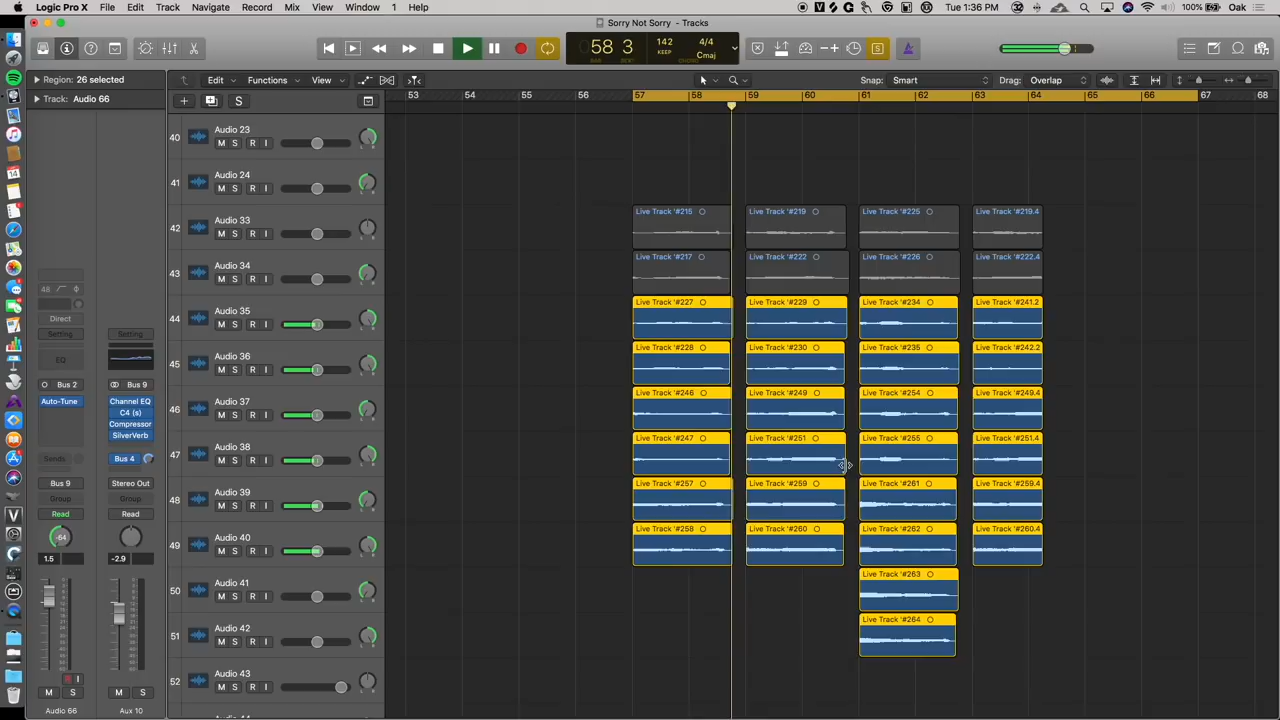 Logic Pro X File Edit Track Navigate Record Mix View Window 1 Help 100% Tue 1:36 PM Oak
Sorry Not Sorry - Tracks
58 3 142 4/4
BAR BEAT KEEP Cmaj
Region: 26 selected Edit Functions View Snap: Smart Drag: Overlap
Track: Audio 66 S 53 54 55 56 57 58 59 60 61 62 63 64 65 66 67 68
40 Audio 23
M S R I
41 Audio 24
M S R I
42 Audio 33 Live Track '#215 Live Track '#219 Live Track '#225 Live Track '#219.4
M S R I
43 Audio 34 Live Track '#217 Live Track '#222 Live Track '#226 Live Track '#222.4
M S R I
44 Audio 35 Live Track '#227 Live Track '#229 Live Track '#234 Live Track '#241.2
M S R I
45 Audio 36 Live Track '#228 Live Track '#230 Live Track '#235 Live Track '#242.2
M S R I
46 Audio 37 Live Track '#246 Live Track '#249 Live Track '#254 Live Track '#249.4
M S R I
47 Audio 38 Live Track '#247 Live Track '#251 Live Track '#255 Live Track '#251.4
M S R I
48 Audio 39 Live Track '#257 Live Track '#259 Live Track '#261 Live Track '#259.4
M S R I
49 Audio 40 Live Track '#258 Live Track '#260 Live Track '#262 Live Track '#260.4
M S R I
50 Audio 41 Live Track '#263
M S R I
51 Audio 42 Live Track '#264
M S R I
52 Audio 43
M S R I
48
Direct
Setting Setting
EQ
Bus 2 Bus 9
Auto-Tune Channel EQ
C4 (s)
Compressor
SilverVerb
Sends Bus 4
Bus 9 Stereo Out
Group Group
Read Read
-64
1.5 -2.9
R I
M S M S
Audio 66 Aux 10